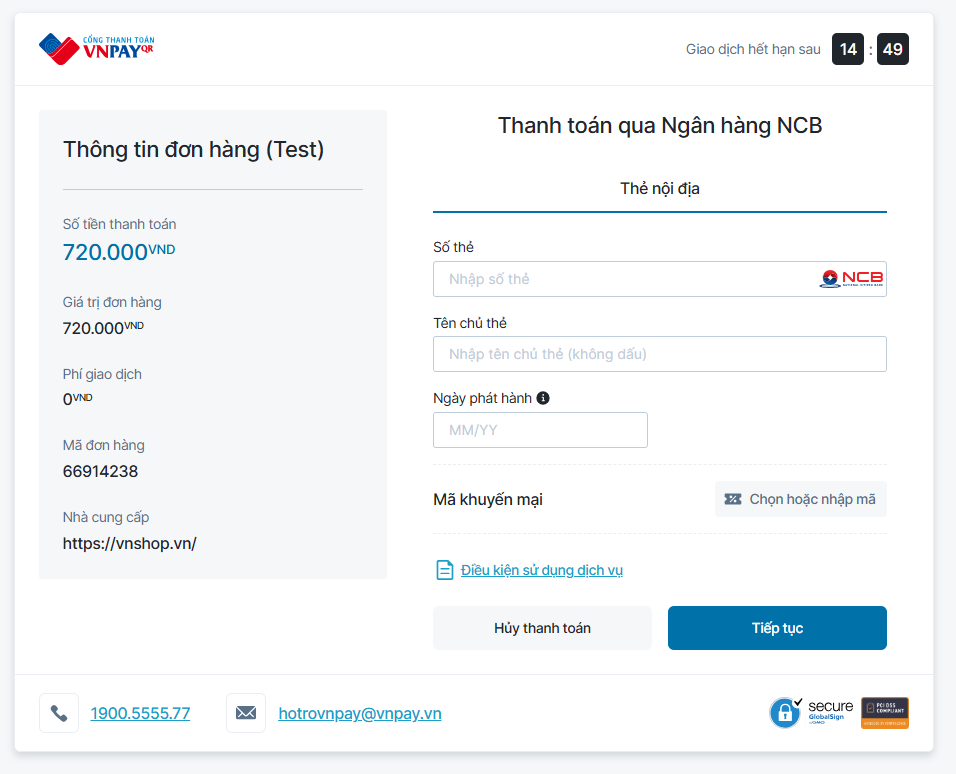 CỔNG THANH TOÁN
VNPAYQR
Giao dịch hết hạn sau 14 : 49
Thông tin đơn hàng (Test)
Số tiền thanh toán
720.000VND
Giá trị đơn hàng
720.000VND
Phí giao dịch
0VND
Mã đơn hàng
66914238
Nhà cung cấp
https://vnshop.vn/
Thanh toán qua Ngân hàng NCB
Thẻ nội địa
Số thẻ
Nhập số thẻ
NCB
NATIONAL CITIZEN BANK
Tên chủ thẻ
Nhập tên chủ thẻ (không dấu)
Ngày phát hành
MM/YY
Mã khuyến mại
Chọn hoặc nhập mã
Điều kiện sử dụng dịch vụ
Hủy thanh toán
Tiếp tục
1900.5555.77
hotrovnpay@vnpay.vn
secure
GlobalSign
by GMO
PCI DSS
COMPLIANT